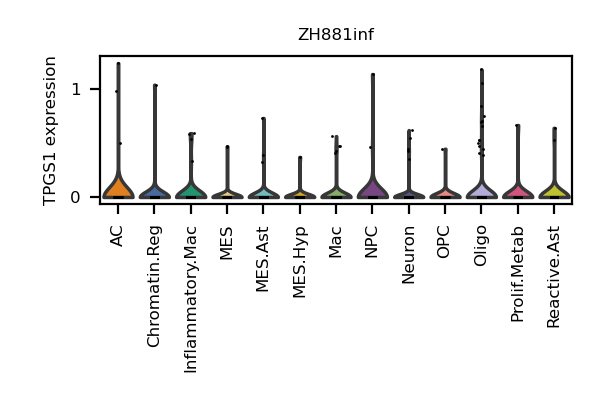 ZH881inf
TPGS1 expression
1
0
AC
Chromatin.Reg
Inflammatory.Mac
MES
MES.Ast
MES.Hyp
Mac
NPC
Neuron
OPC
Oligo
Prolif.Metab
Reactive.Ast